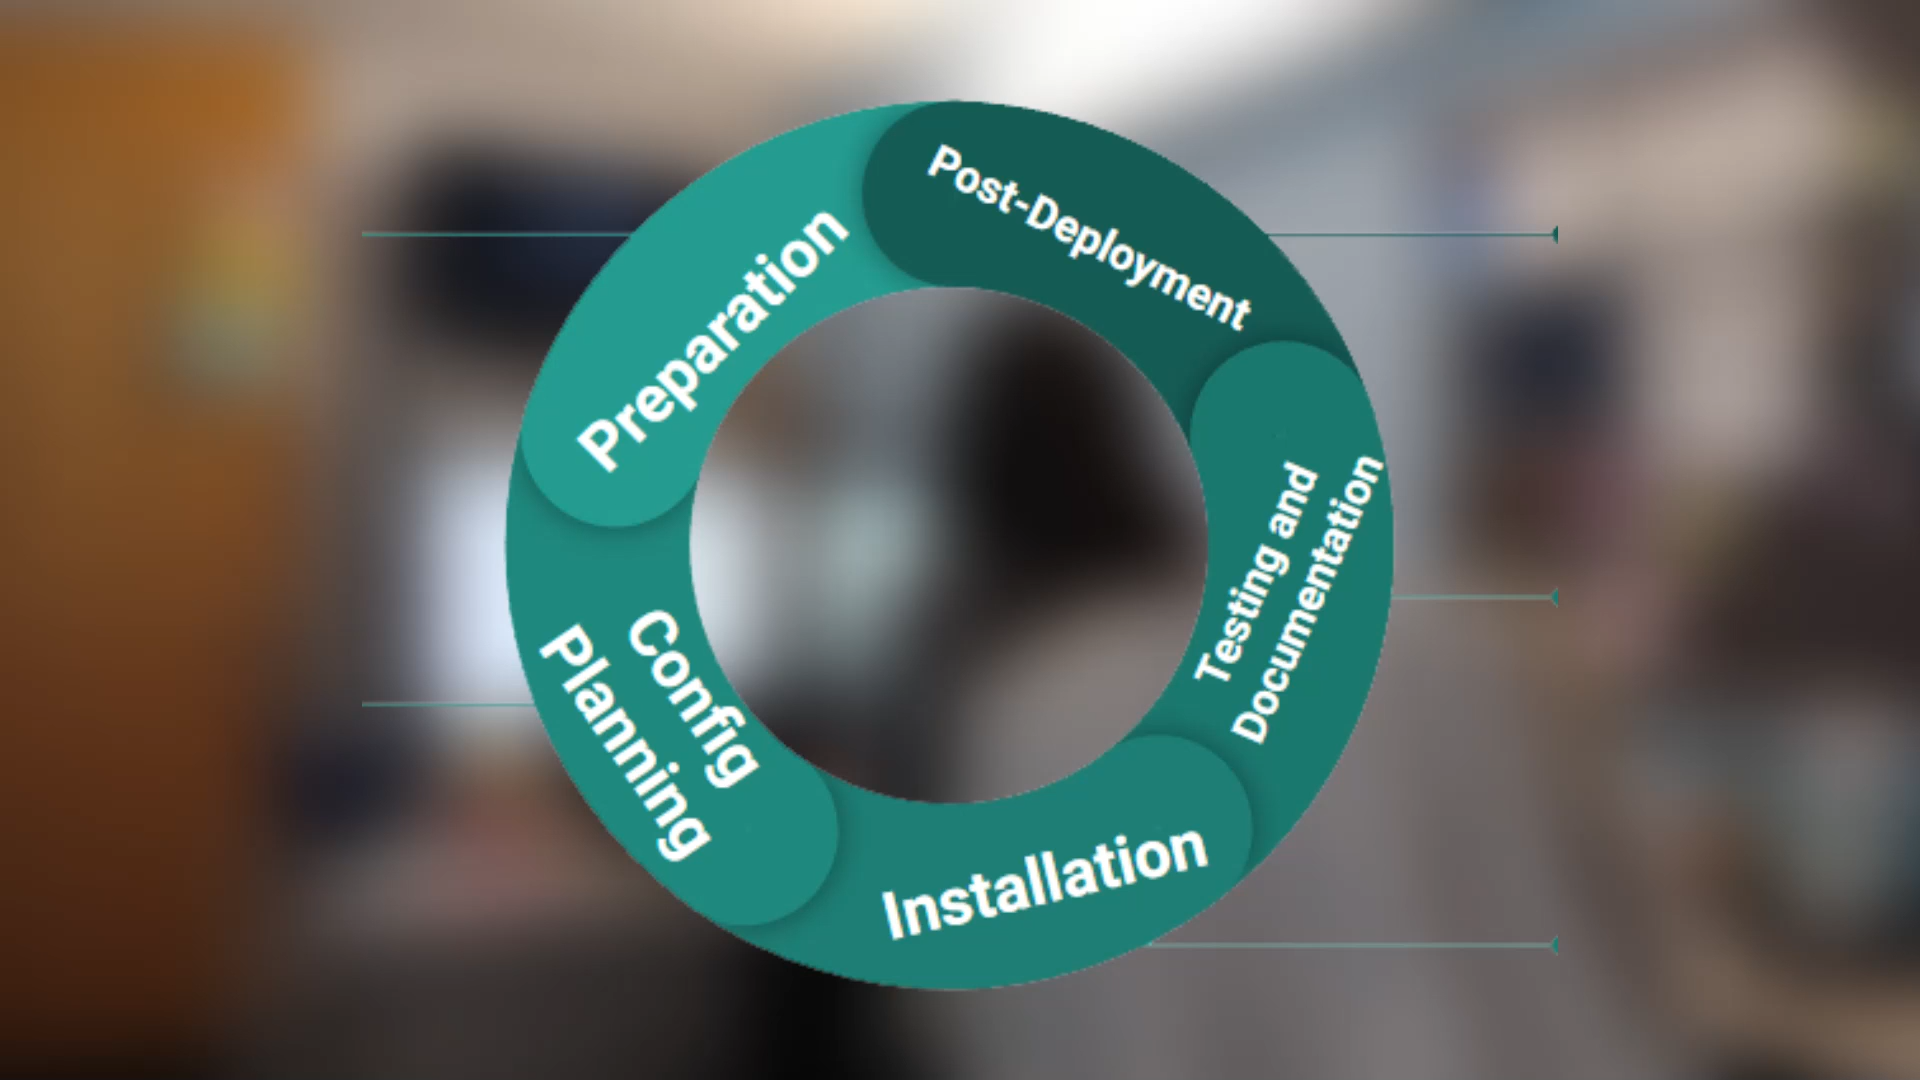 Post-Deployment
Preparation
Testing and
Documentation
Config
Planning
Installation